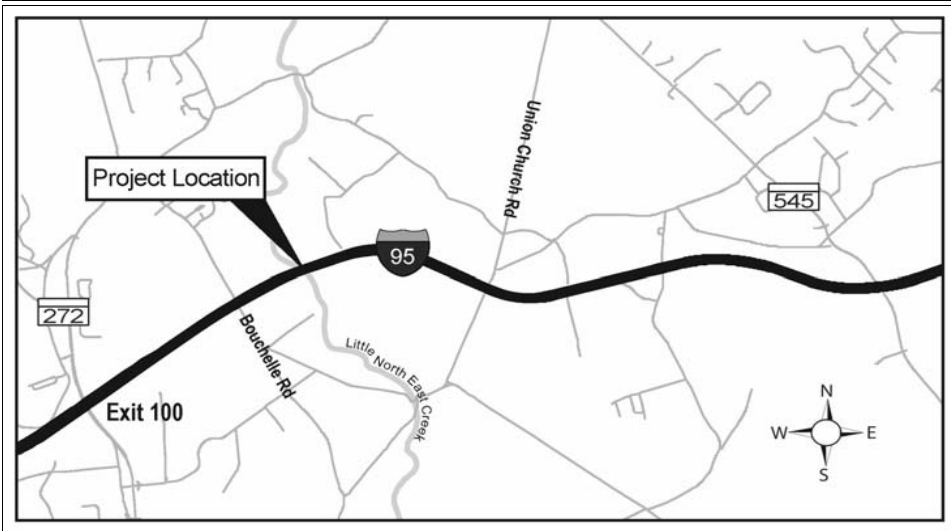 Union Church Rd
Project Location
545
95
272
Bouchelle Rd
Little North East Creek
Exit 100
N
W
E
S